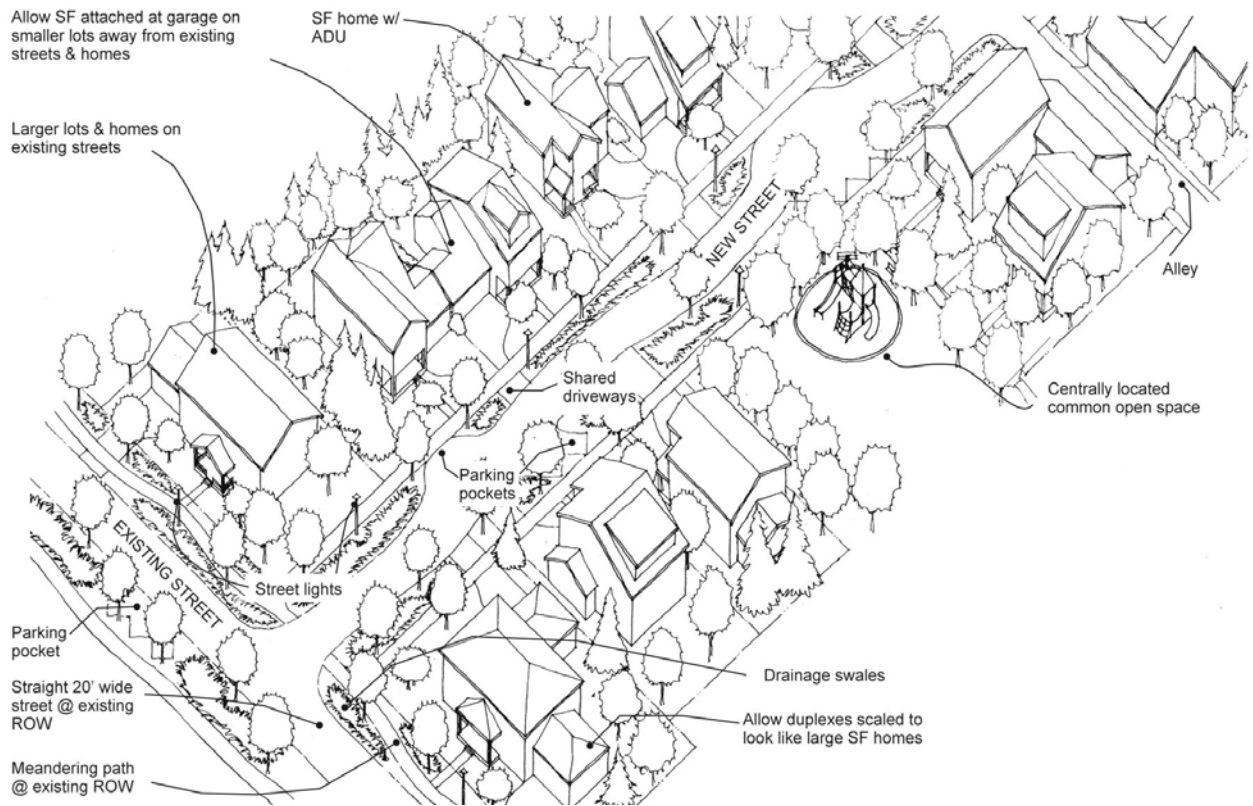 Allow SF attached at garage on
smaller lots away from existing
streets & homes
SF home w/
ADU
Larger lots & homes on
existing streets
NEW STREET
Alley
Shared
driveways
Centrally located
common open space
Parking
pockets
EXISTING STREET
Street lights
Parking
pocket
Drainage swales
Straight 20' wide
street @ existing
ROW
Allow duplexes scaled to
look like large SF homes
Meandering path
@ existing ROW